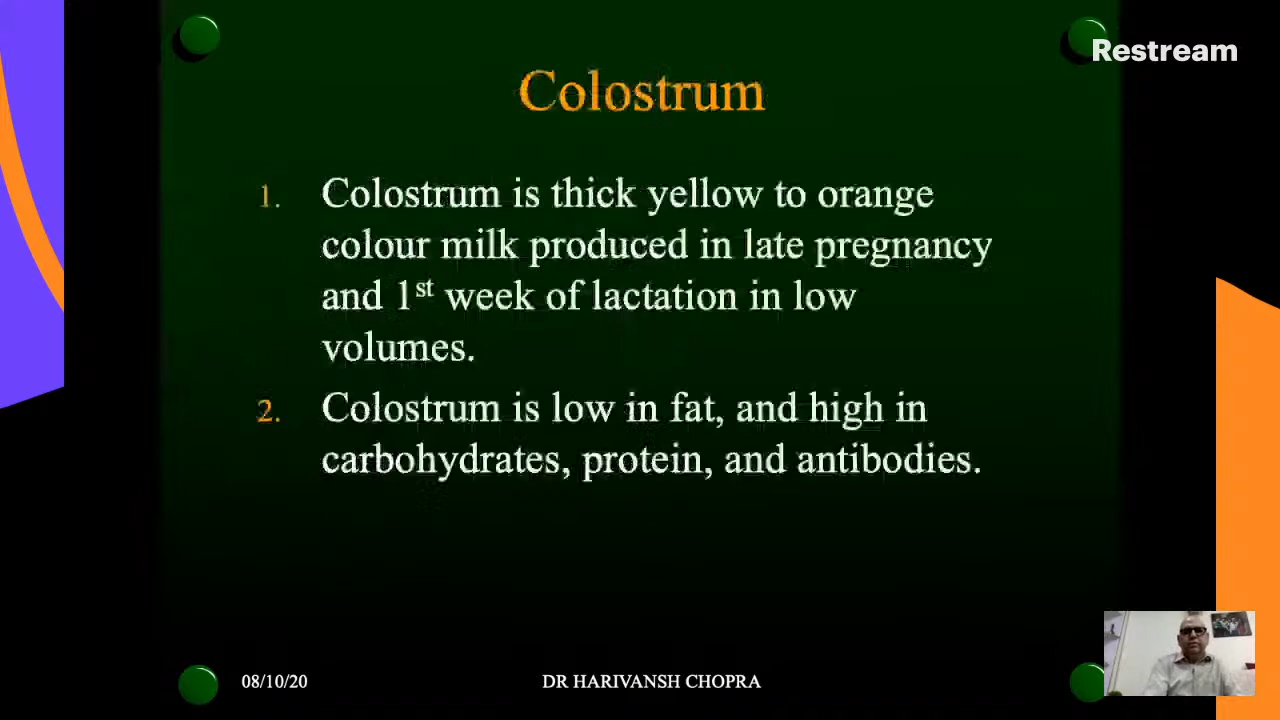 Restream
Colostrum
1. Colostrum is thick yellow to orange
colour milk produced in late pregnancy
and 1st week of lactation in low
volumes.
2. Colostrum is low in fat, and high in
carbohydrates, protein, and antibodies.
08/10/20
DR HARIVANSH CHOPRA